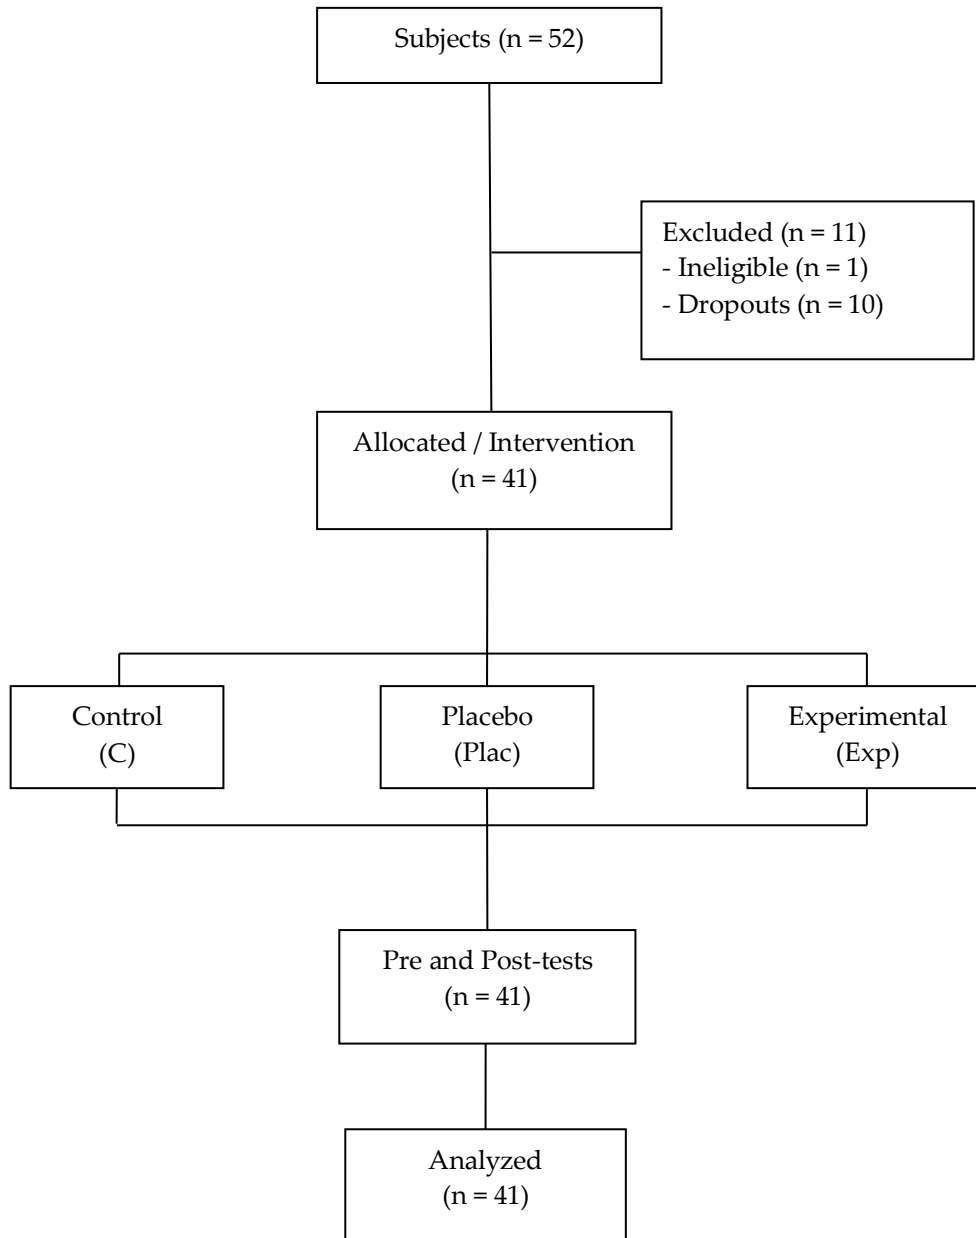 Subjects (n = 52)
Excluded (n = 11)
- Ineligible (n = 1)
- Dropouts (n = 10)
Allocated / Intervention
(n = 41)
Control
(C)
Placebo
(Plac)
Experimental
(Exp)
Pre and Post-tests
(n = 41)
Analyzed
(n = 41)